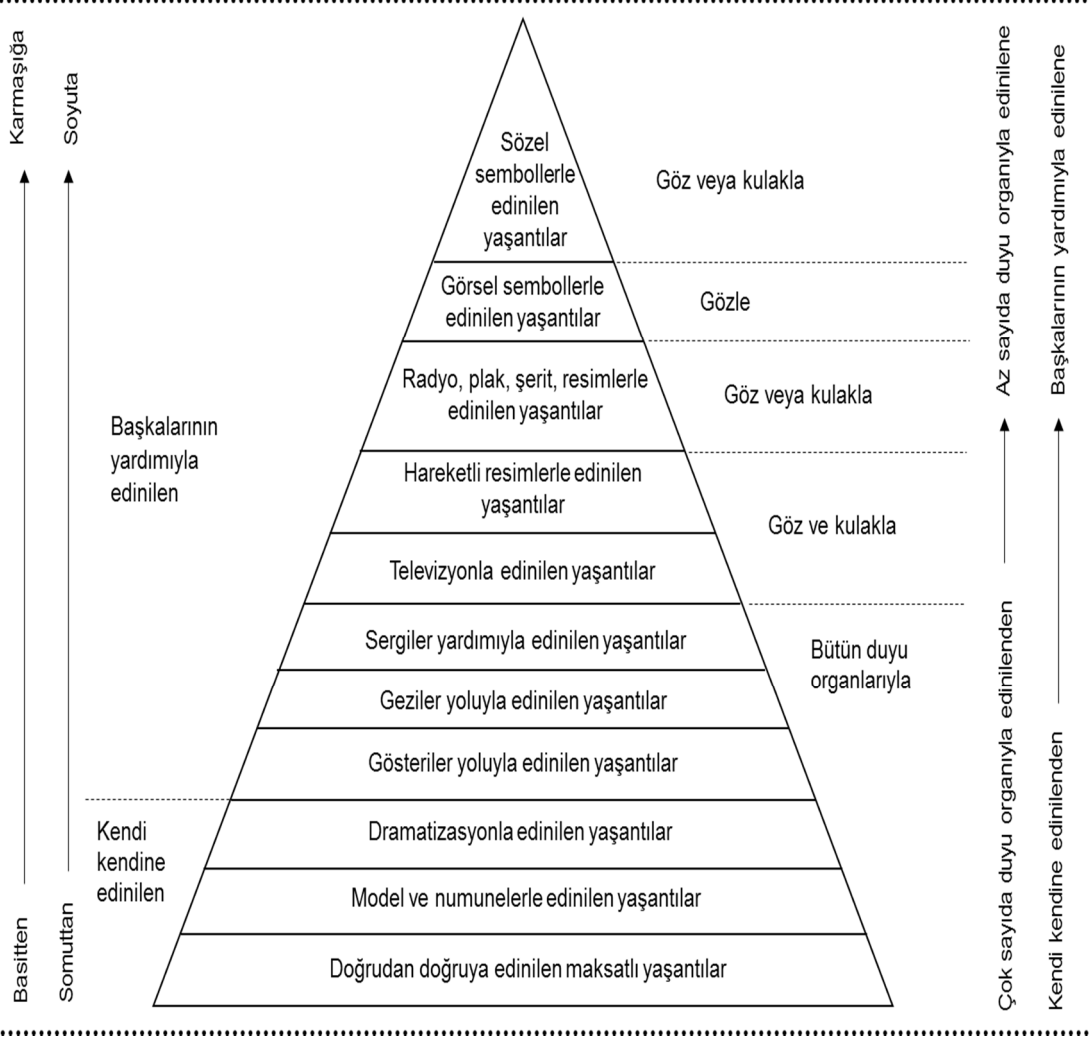 Karmaşığa
Soyuta
Basitten
Somuttan
Başkalarının
yardımıyla
edinilen
Kendi
kendine
edinilen
Sözel
sembollerle
edinilen
yaşantılar
Görsel sembollerle
edinilen yaşantılar
Radyo, plak, şerit, resimlerle
edinilen yaşantılar
Hareketli resimlerle edinilen
yaşantılar
Televizyonla edinilen yaşantılar
Sergiler yardımıyla edinilen yaşantılar
Geziler yoluyla edinilen yaşantılar
Gösteriler yoluyla edinilen yaşantılar
Dramatizasyonla edinilen yaşantılar
Model ve numunelerle edinilen yaşantılar
Doğrudan doğruya edinilen maksatlı yaşantılar
Göz veya kulakla
Gözle
Göz veya kulakla
Göz ve kulakla
Bütün duyu
organlarıyla
Az sayıda duyu organıyla edinilene
Başkalarının yardımıyla edinilene
Çok sayıda duyu organıyla edinilenden
Kendi kendine edinilenden